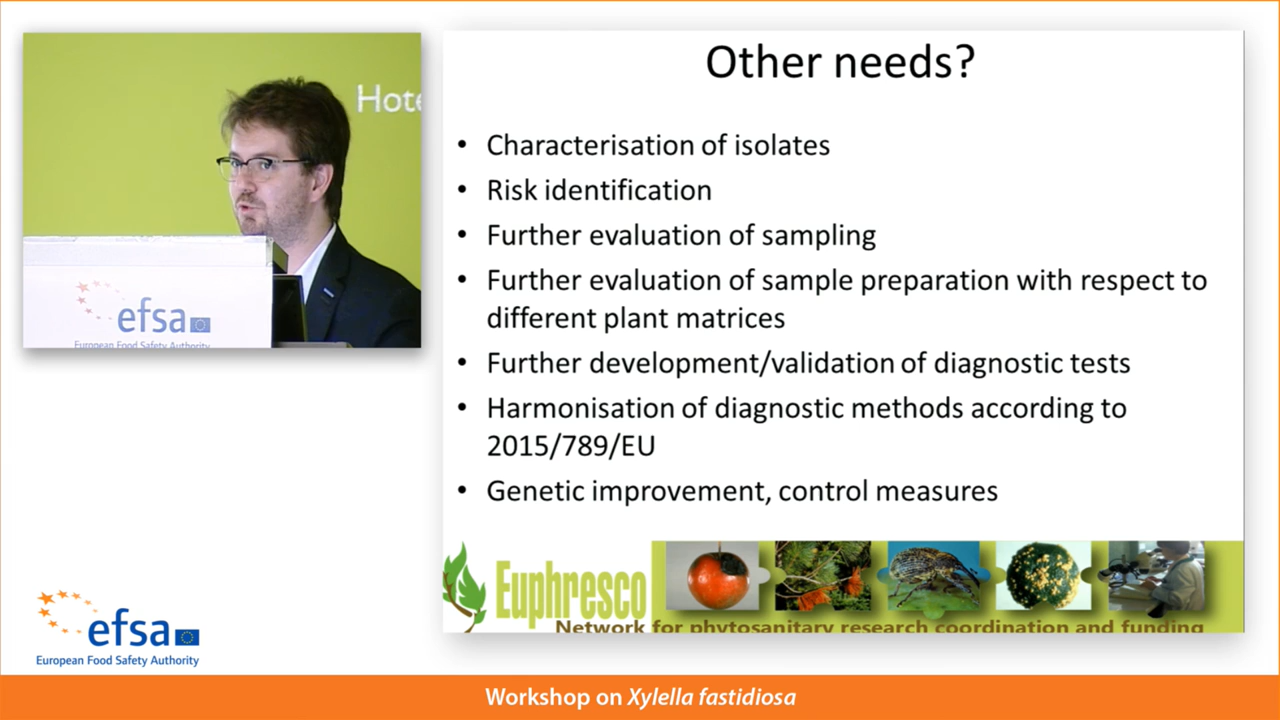 Hote
efsa
European Food Safety Authority
Other needs?
• Characterisation of isolates
• Risk identification
• Further evaluation of sampling
• Further evaluation of sample preparation with respect to
different plant matrices
• Further development/validation of diagnostic tests
• Harmonisation of diagnostic methods according to
2015/789/EU
• Genetic improvement, control measures
Euphresco
Network for phytosanitary research coordination and funding
efsa
European Food Safety Authority
Workshop on Xylella fastidiosa